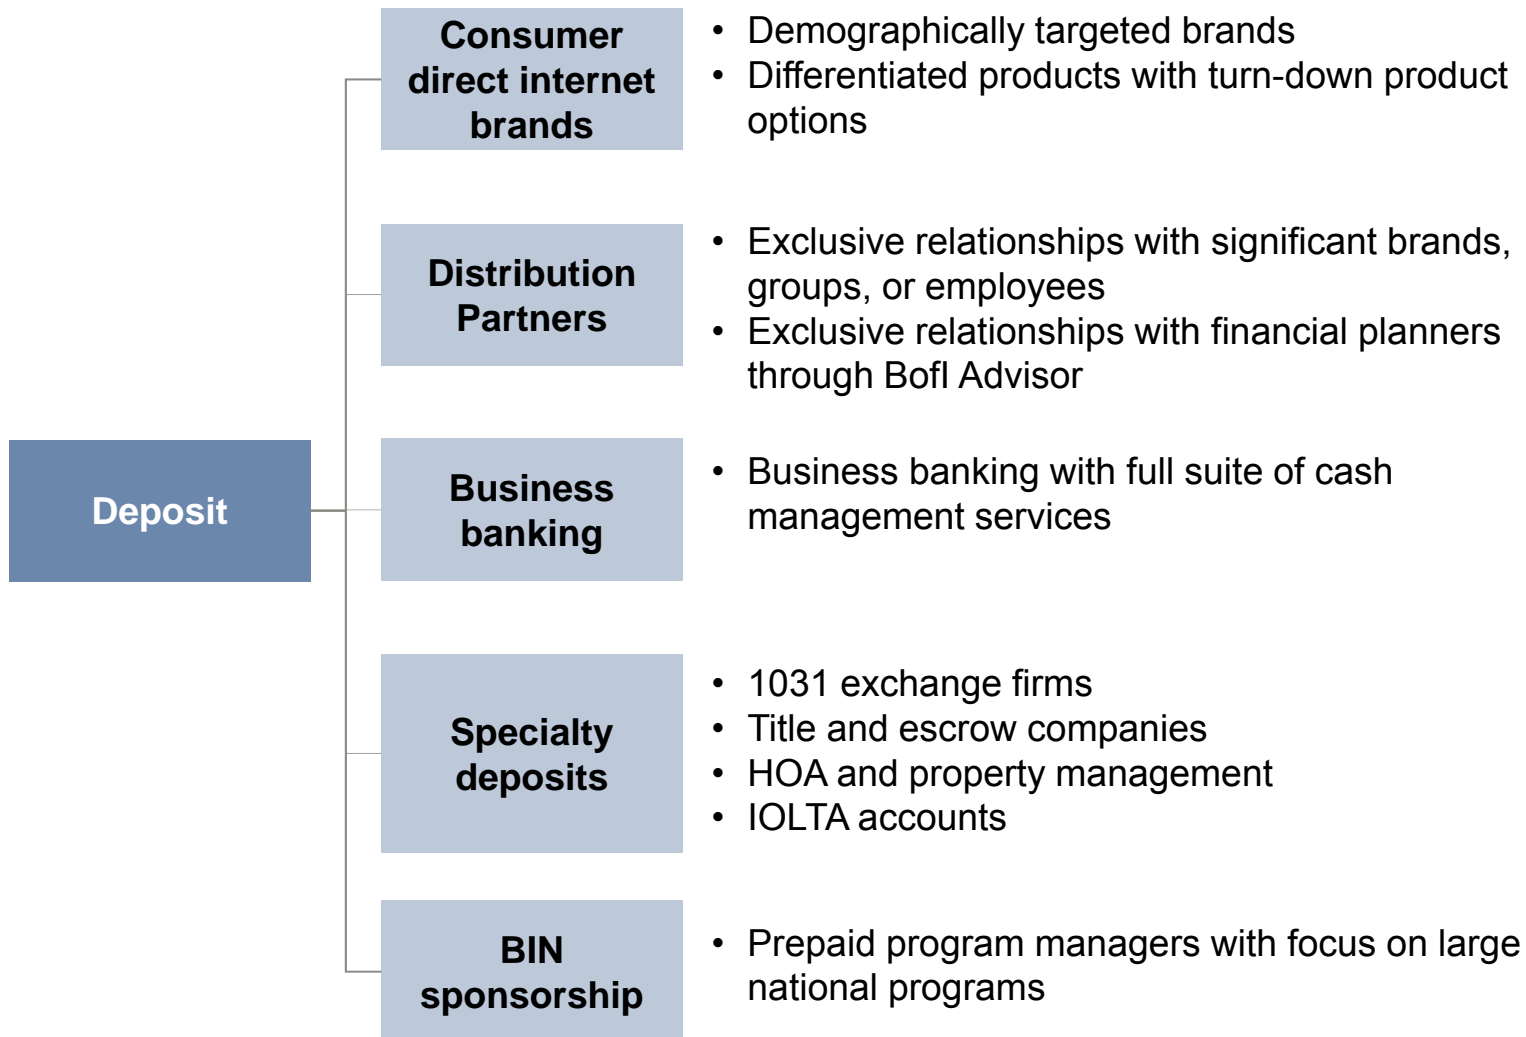 Consumer
direct internet
brands
• Demographically targeted brands
• Differentiated products with turn-down product
options
Distribution
Partners
• Exclusive relationships with significant brands,
groups, or employees
• Exclusive relationships with financial planners
through BofI Advisor
Deposit
Business
banking
• Business banking with full suite of cash
management services
Specialty
deposits
• 1031 exchange firms
• Title and escrow companies
• HOA and property management
• IOLTA accounts
BIN
sponsorship
• Prepaid program managers with focus on large
national programs